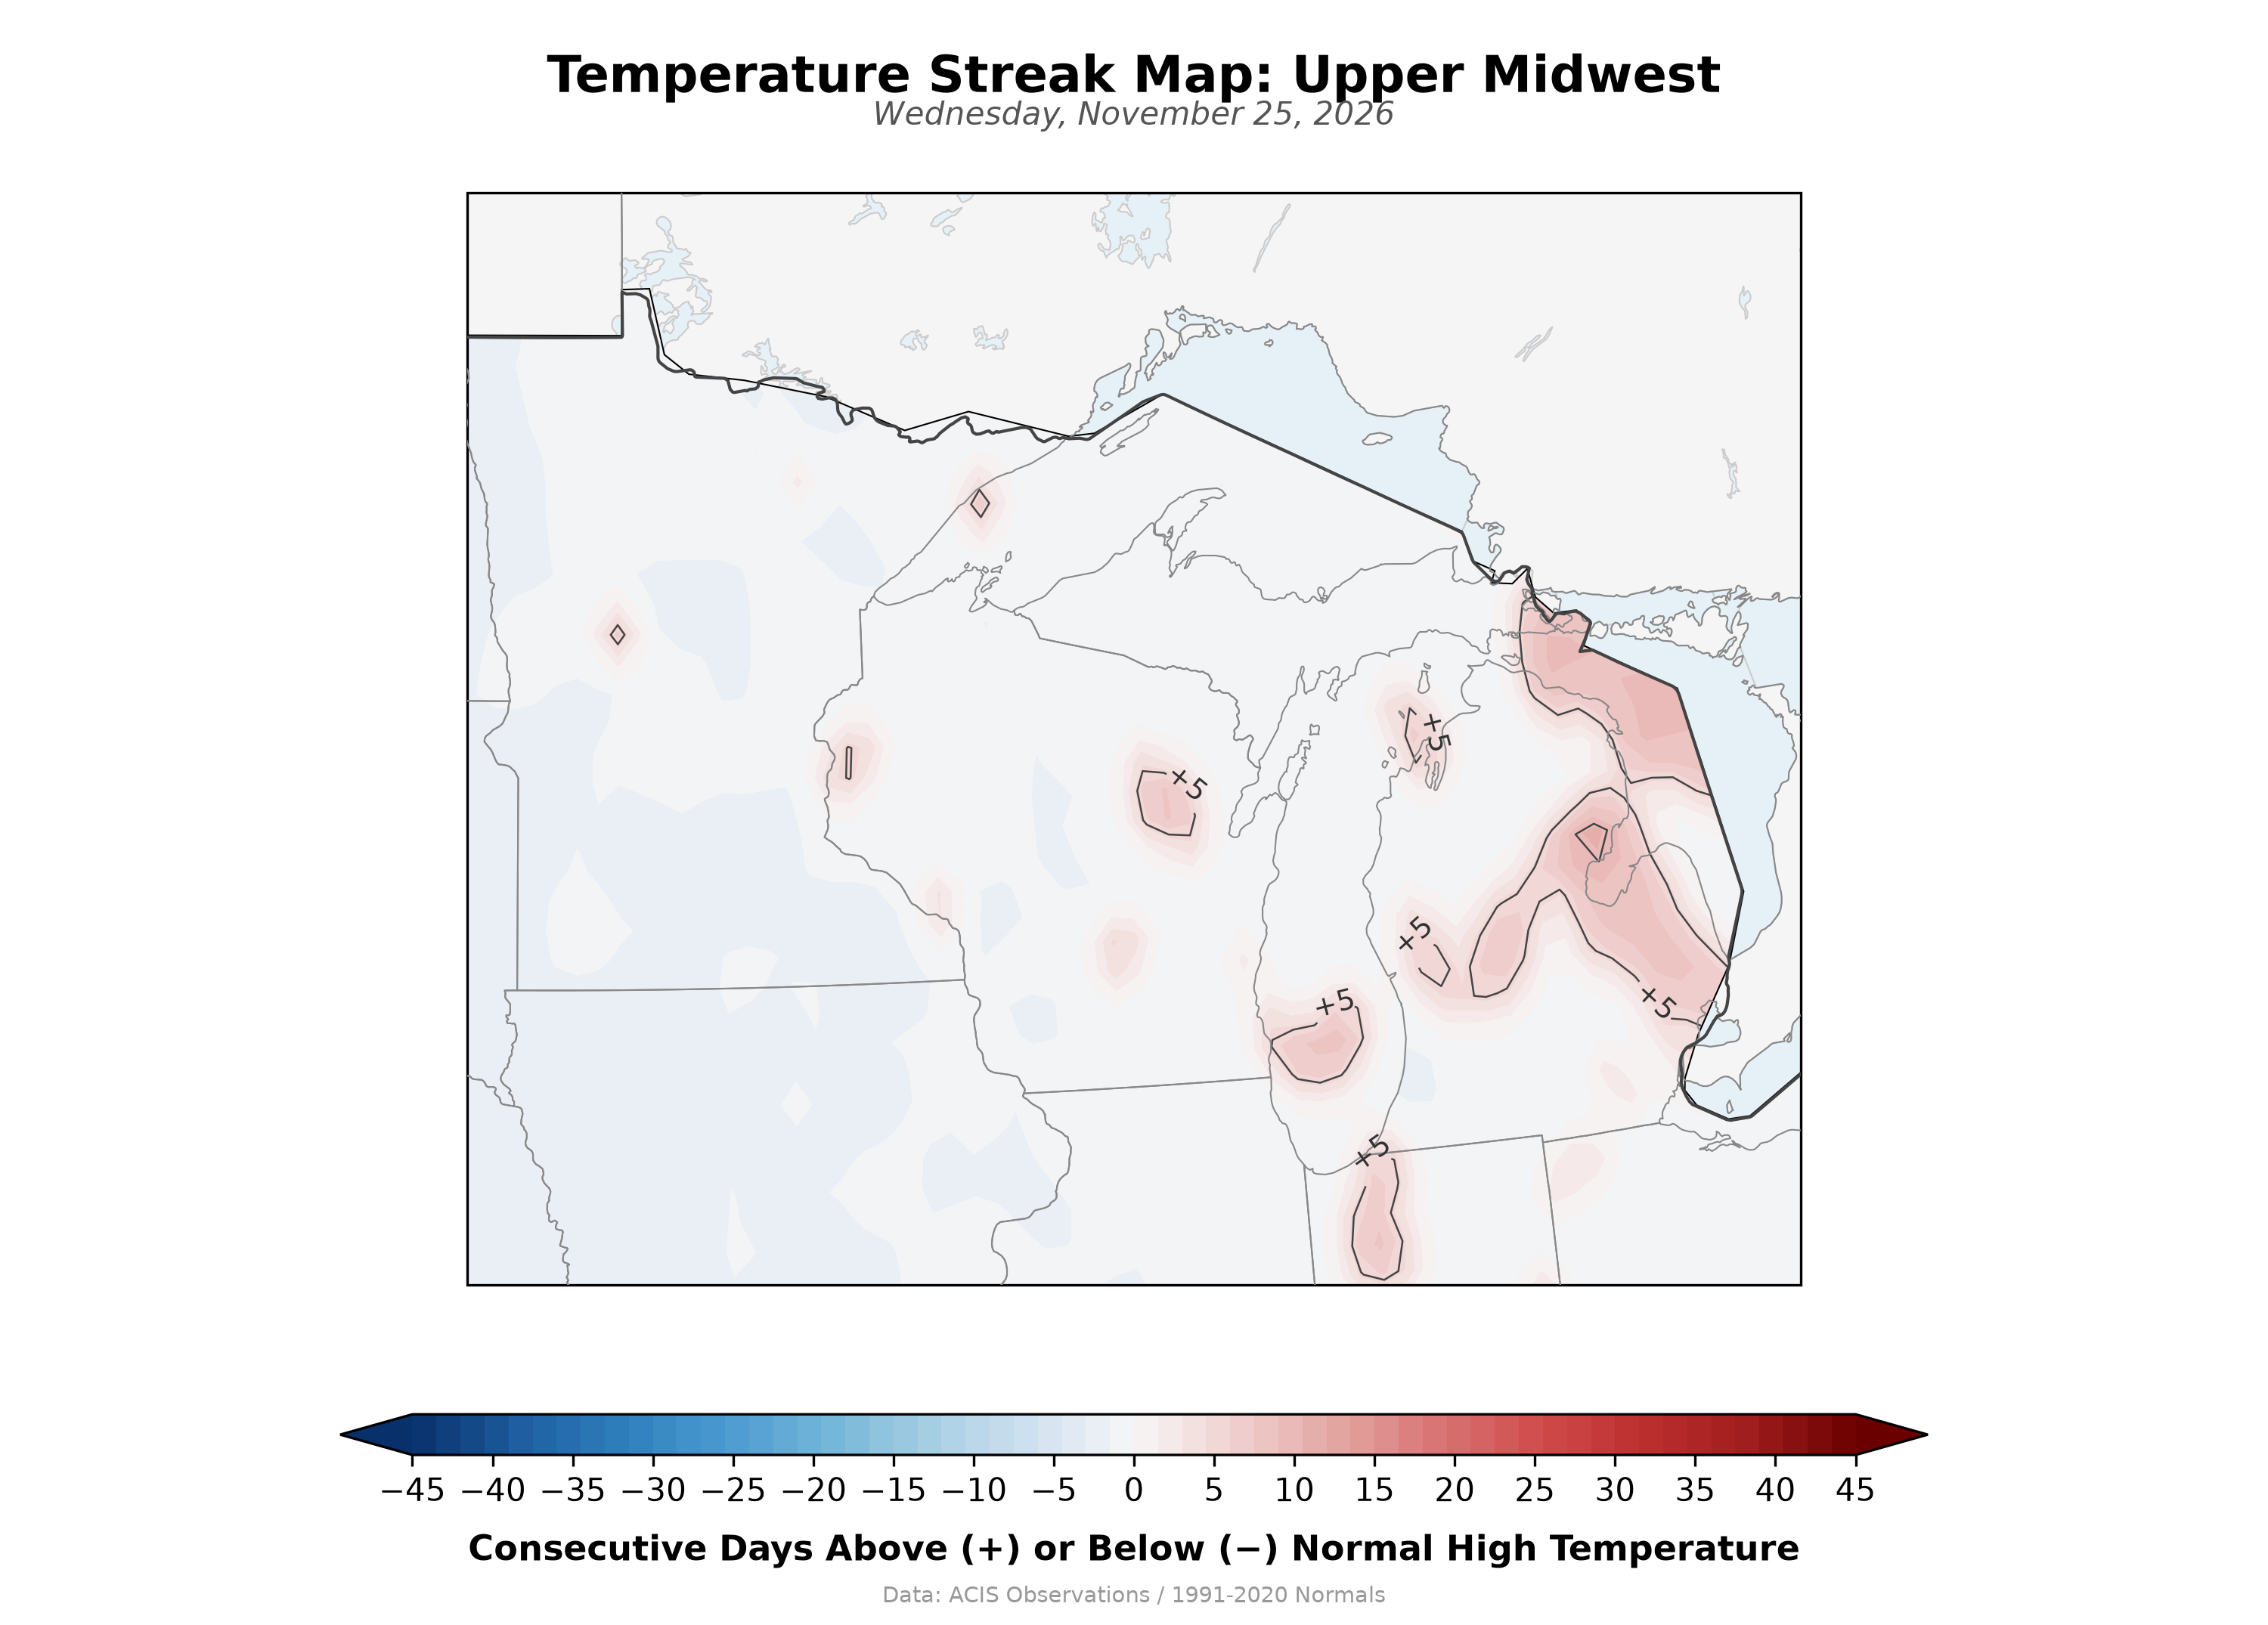 Temperature Streak Map: Upper Midwest
Wednesday, November 25, 2026
+5
+5
+5
+5
+5
+5
−45 −40 −35 −30 −25 −20 −15 −10 −5 0 5 10 15 20 25 30 35 40 45
Consecutive Days Above (+) or Below (−) Normal High Temperature
Data: ACIS Observations / 1991-2020 Normals